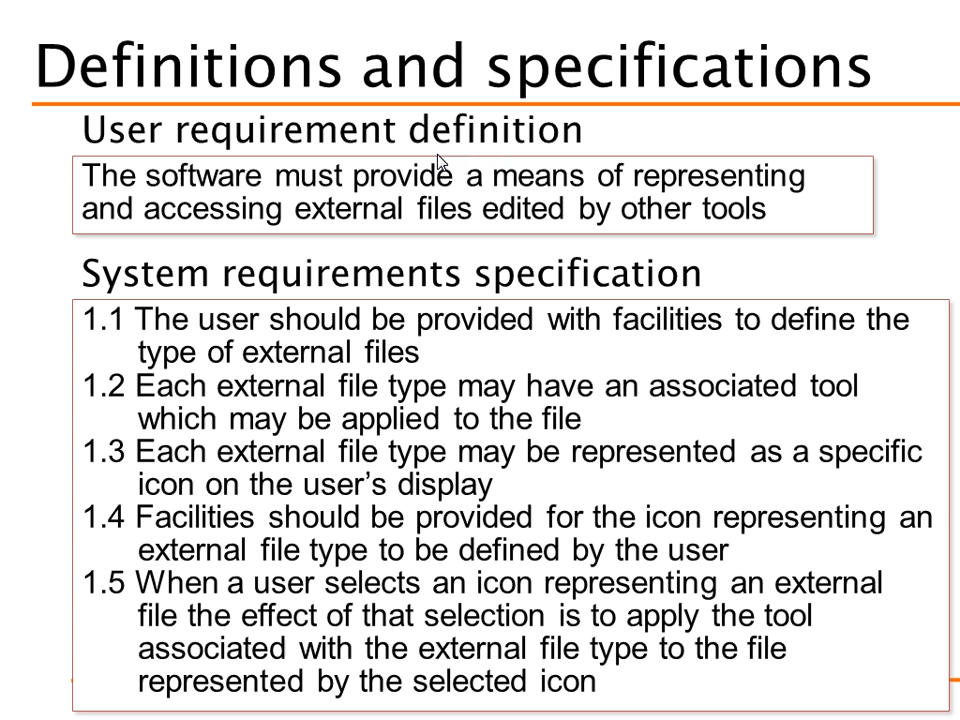 Definitions and specifications
User requirement definition
The software must provide a means of representing
and accessing external files edited by other tools
System requirements specification
1.1 The user should be provided with facilities to define the
type of external files
1.2 Each external file type may have an associated tool
which may be applied to the file
1.3 Each external file type may be represented as a specific
icon on the user’s display
1.4 Facilities should be provided for the icon representing an
external file type to be defined by the user
1.5 When a user selects an icon representing an external
file the effect of that selection is to apply the tool
associated with the external file type to the file
represented by the selected icon